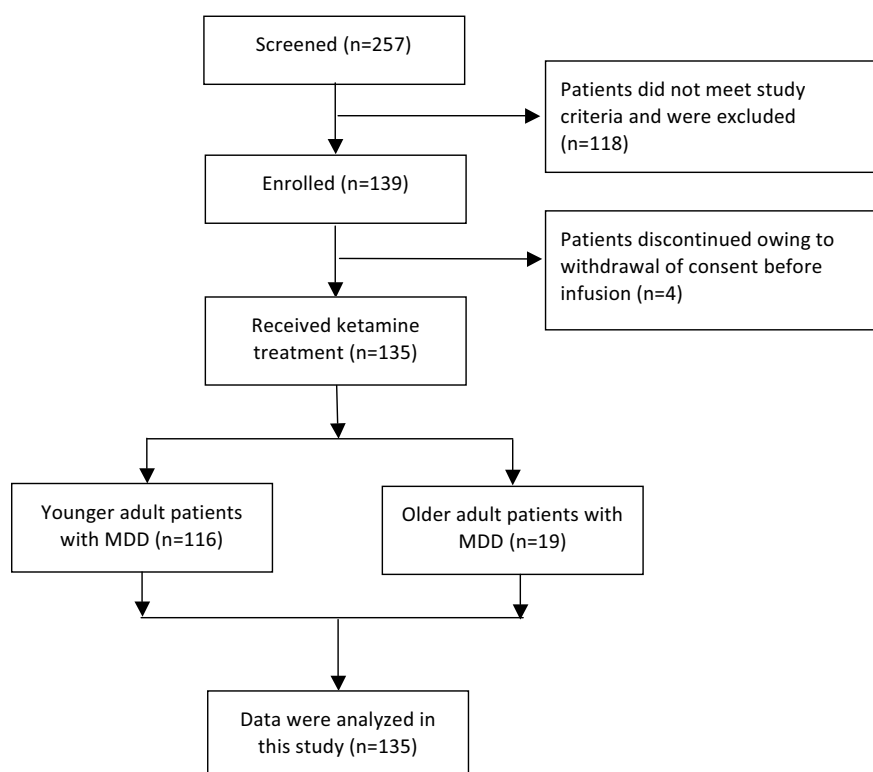 Screened (n=257)
Patients did not meet study
criteria and were excluded
(n=118)
Enrolled (n=139)
Patients discontinued owing to
withdrawal of consent before
infusion (n=4)
Received ketamine
treatment (n=135)
Younger adult patients
with MDD (n=116)
Older adult patients with
MDD (n=19)
Data were analyzed in
this study (n=135)